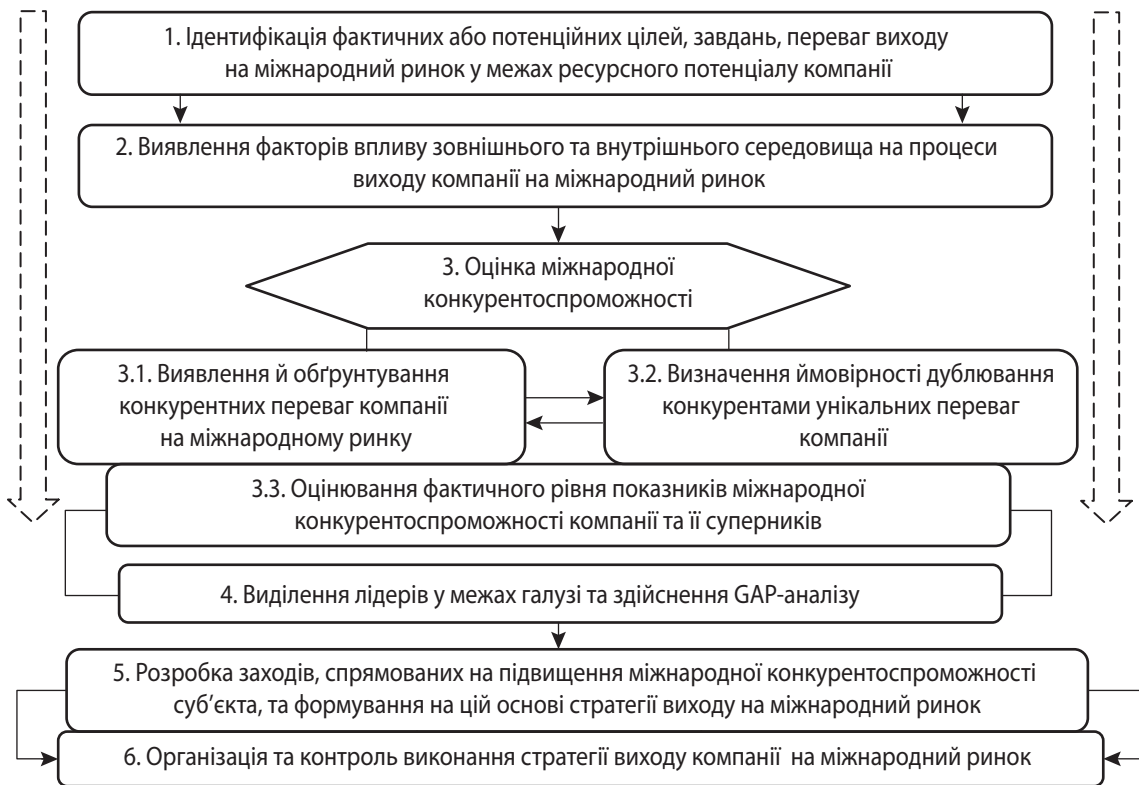 1. Ідентифікація фактичних або потенційних цілей, завдань, переваг виходу
на міжнародний ринок у межах ресурсного потенціалу компанії
2. Виявлення факторів впливу зовнішнього та внутрішнього середовища на процеси
виходу компанії на міжнародний ринок
3. Оцінка міжнародної
конкурентоспроможності
3.1. Виявлення й обґрунтування
конкурентних переваг компанії
на міжнародному ринку
3.2. Визначення ймовірності дублювання
конкурентами унікальних переваг
компанії
3.3. Оцінювання фактичного рівня показників міжнародної
конкурентоспроможності компанії та її суперників
4. Виділення лідерів у межах галузі та здійснення GAP-аналізу
5. Розробка заходів, спрямованих на підвищення міжнародної конкурентоспроможності
суб’єкта, та формування на цій основі стратегії виходу на міжнародний ринок
6. Організація та контроль виконання стратегії виходу компанії на міжнародний ринок